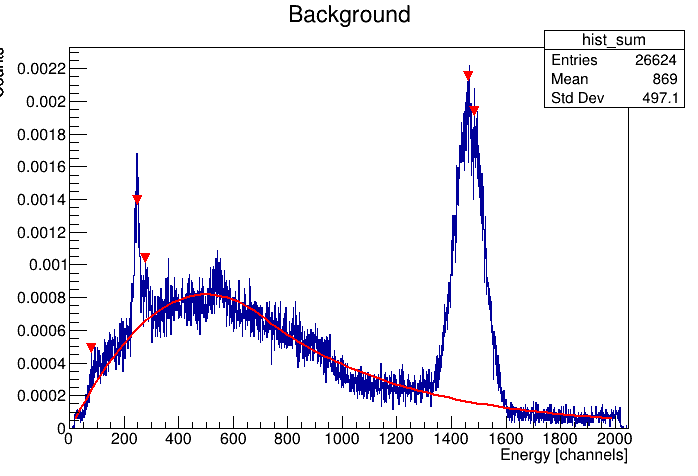 Background
hist_sum
Entries 26624
Mean 869
Std Dev 497.1
0.0022
0.002
0.0018
0.0016
0.0014
0.0012
0.001
0.0008
0.0006
0.0004
0.0002
0
0 200 400 600 800 1000 1200 1400 1600 1800 2000
Energy [channels]